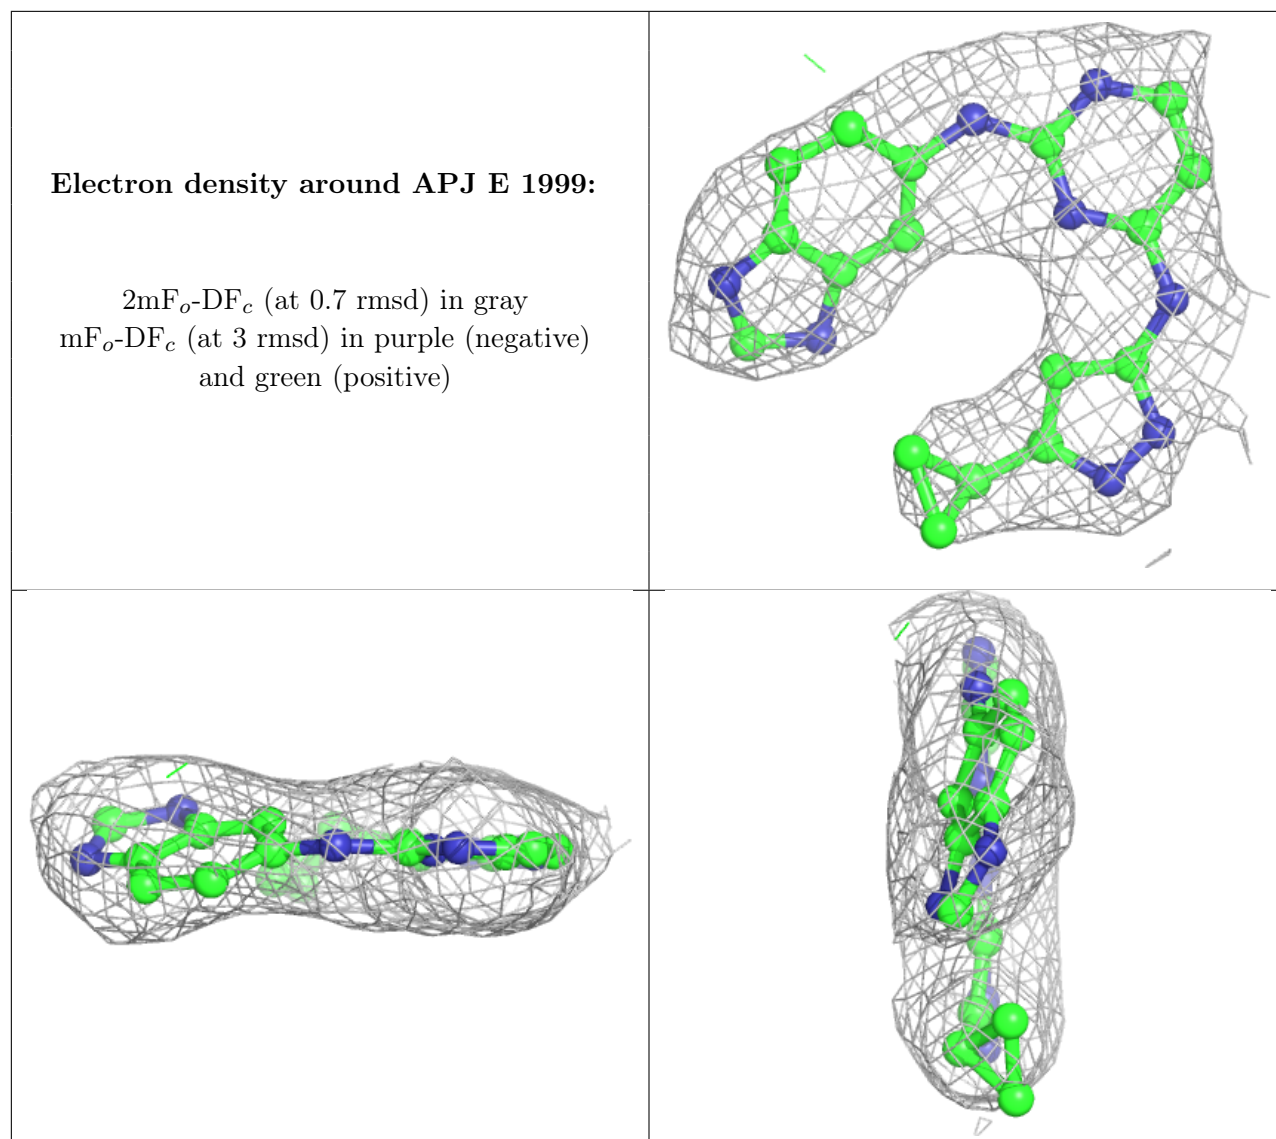 Electron density around APJ E 1999:
2mFo-DFc (at 0.7 rmsd) in gray
mFo-DFc (at 3 rmsd) in purple (negative)
and green (positive)